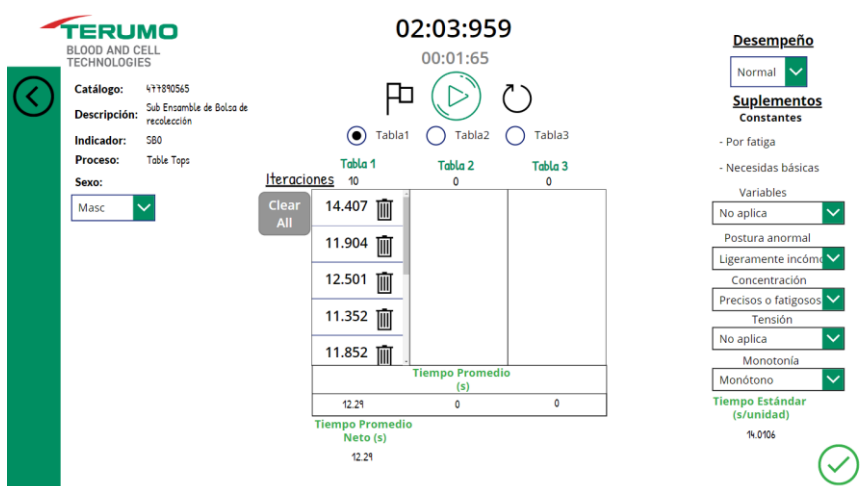 TERUMO
BLOOD AND CELL
TECHNOLOGIES
02:03:959
00:01:65
Catálogo: 477890565
Descripción: Sub Ensamble de Bolsa de
recolección
Indicador: SBO
Proceso: Table Tops
Sexo:
Masc
Tabla1 Tabla2 Tabla3
Iteraciones
Tabla 1 Tabla 2 Tabla 3
10 0 0
Clear
All
14.407
11.904
12.501
11.352
11.852
Tiempo Promedio
(s)
12.29 0 0
Tiempo Promedio
Neto (s)
12.29
Desempeño
Normal
Suplementos
Constantes
- Por fatiga
- Necesidas básicas
Variables
No aplica
Postura anormal
Ligeramente incómo
Concentración
Precisos o fatigosos
Tensión
No aplica
Monotonía
Monótono
Tiempo Estándar
(s/unidad)
14.0106